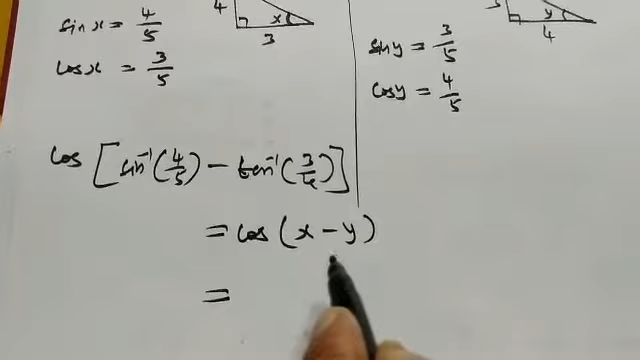 sin x = 4/5
cos x = 3/5
4
x
3
sin y = 3/5
cos y = 4/5
y
4
cos [sin⁻¹(4/5) − tan⁻¹(3/4)]
= cos (x − y)
=